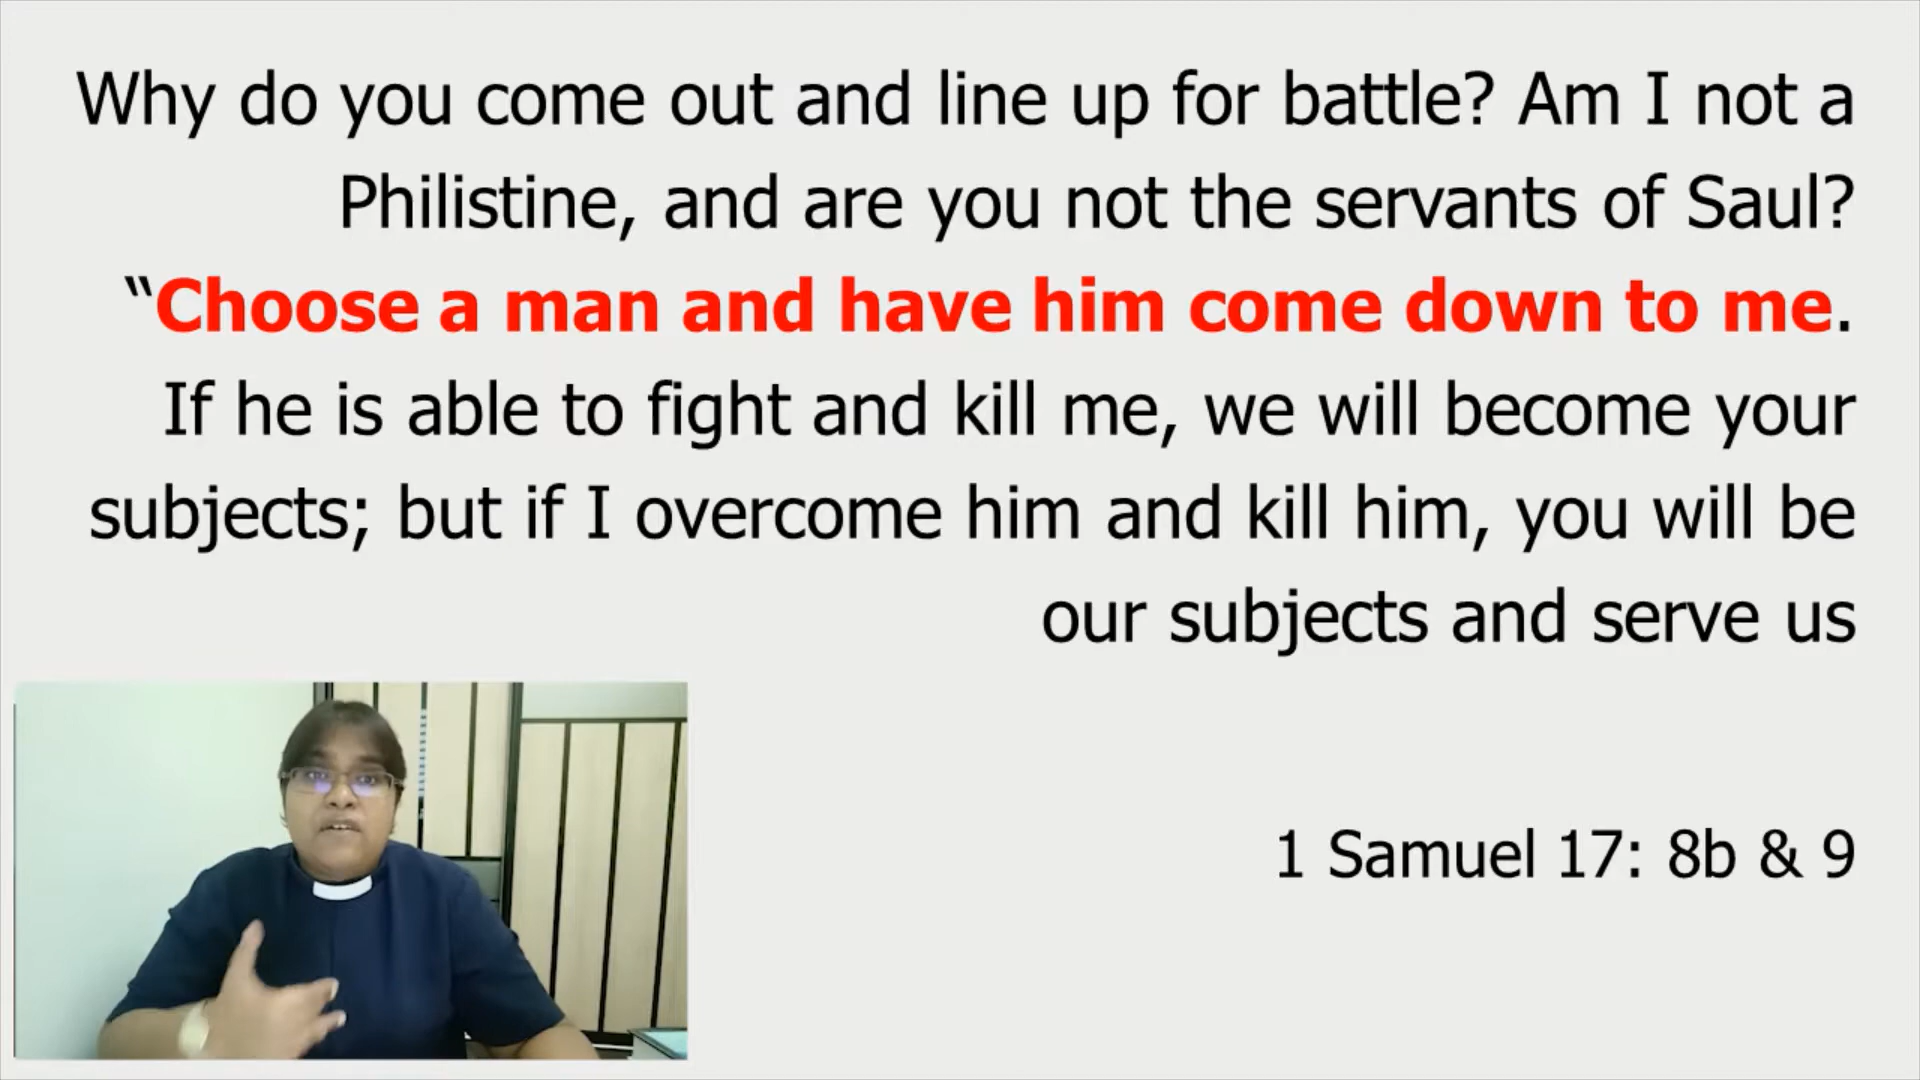 Why do you come out and line up for battle? Am I not a
Philistine, and are you not the servants of Saul?
“Choose a man and have him come down to me.
If he is able to fight and kill me, we will become your
subjects; but if I overcome him and kill him, you will be
our subjects and serve us
1 Samuel 17: 8b & 9